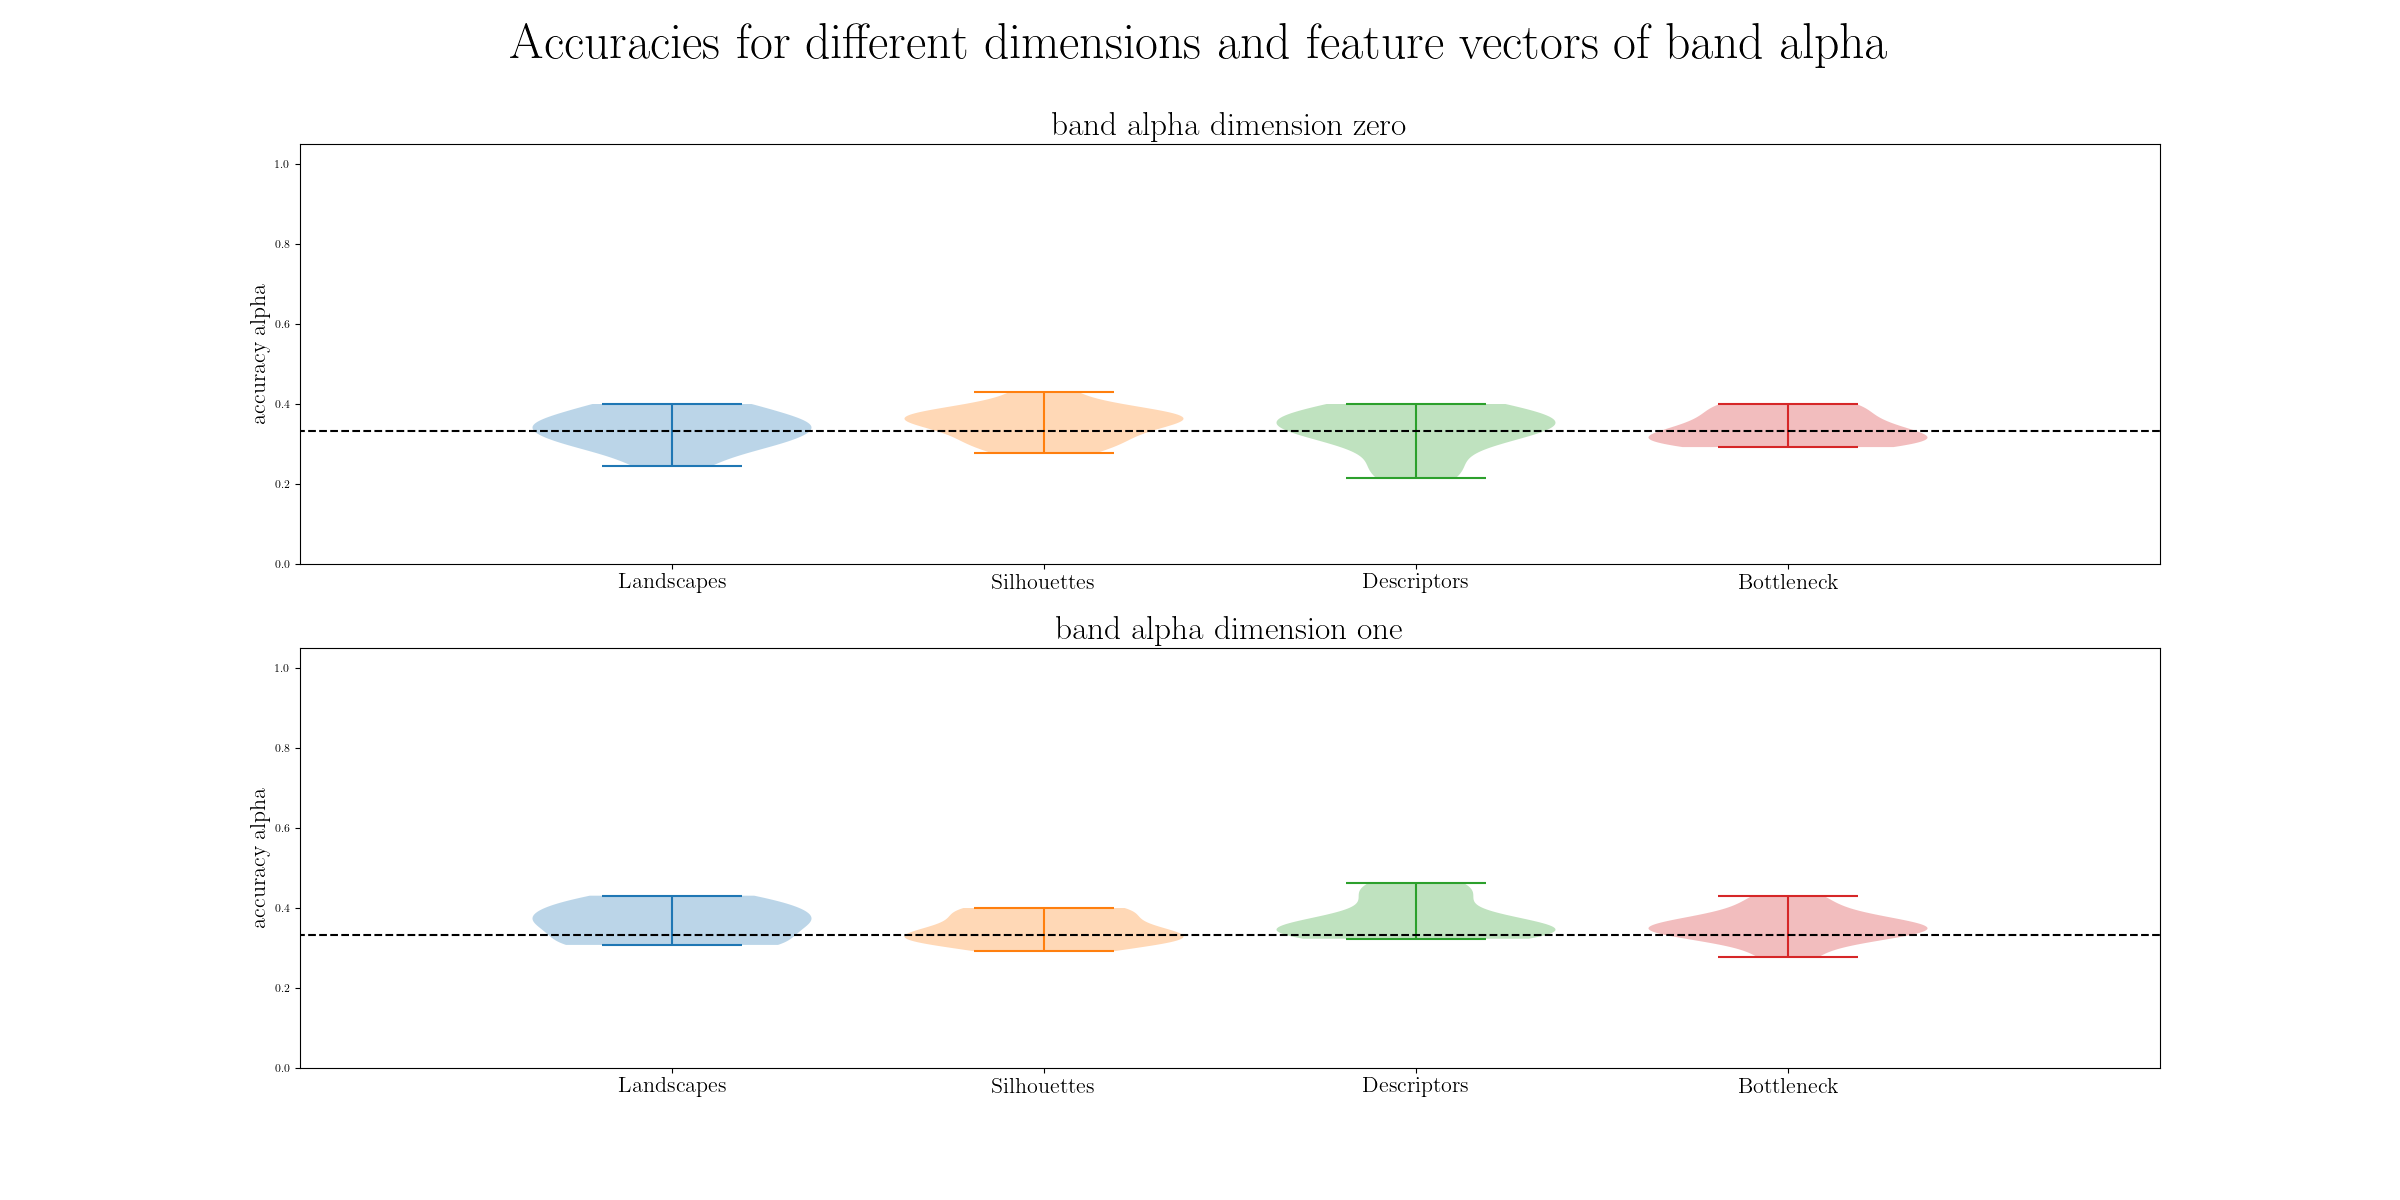 Accuracies for different dimensions and feature vectors of band alpha
band alpha dimension zero
accuracy alpha
1.0
0.8
0.6
0.4
0.2
0.0
Landscapes Silhouettes Descriptors Bottleneck
band alpha dimension one
accuracy alpha
1.0
0.8
0.6
0.4
0.2
0.0
Landscapes Silhouettes Descriptors Bottleneck